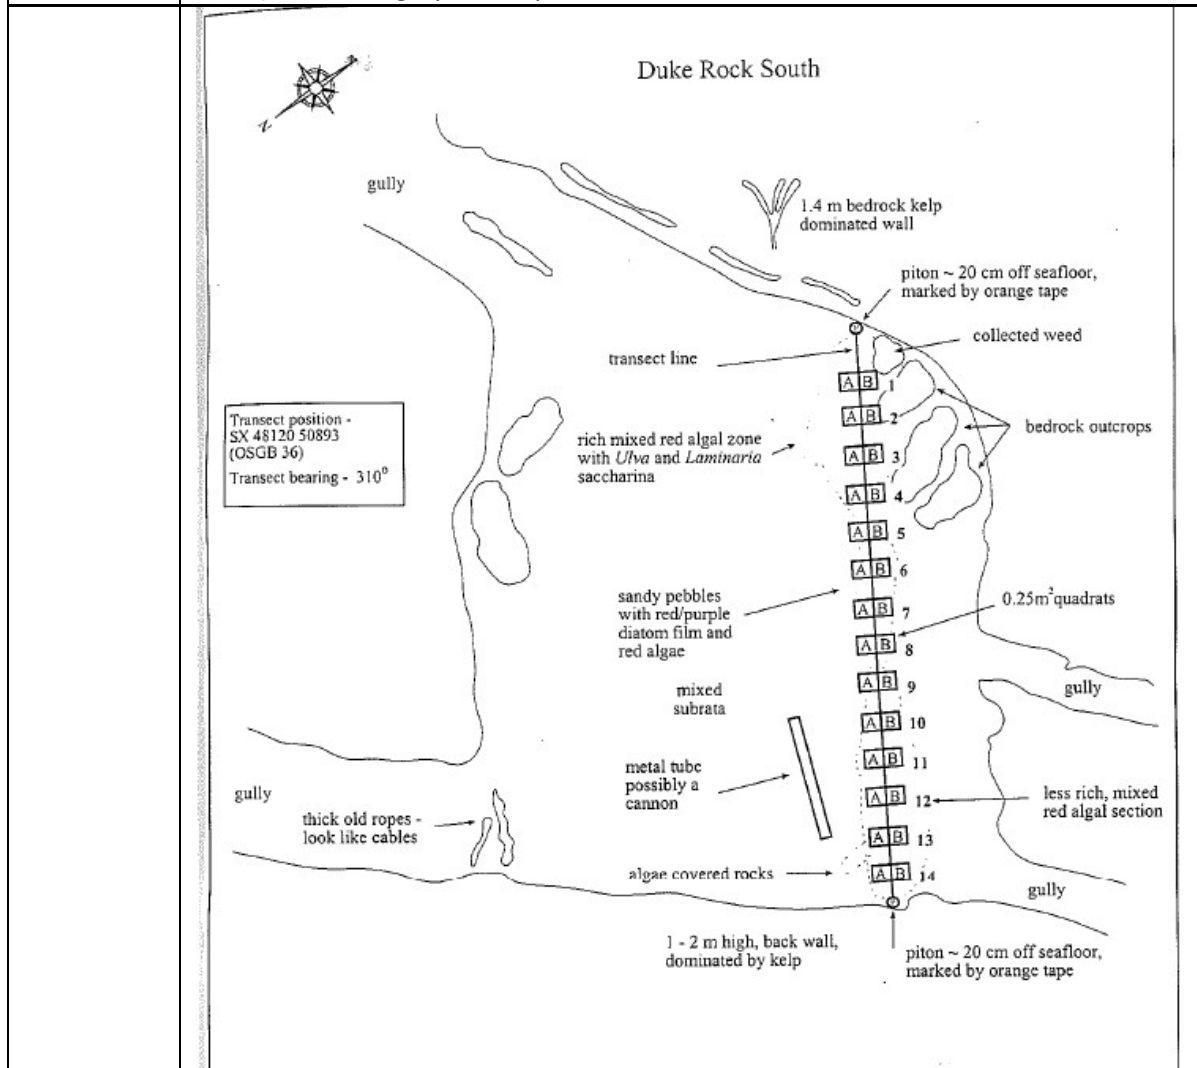 Duke Rock South
N
gully
1.4 m bedrock kelp
dominated wall
piton ~ 20 cm off seafloor,
marked by orange tape
collected weed
transect line
A B 1
A B 2
bedrock outcrops
Transect position -
SX 48120 50893
(OSGB 36)
Transect bearing - 310°
rich mixed red algal zone
with Ulva and Laminaria
saccharina
A B 3
A B 4
A B 5
A B 6
sandy pebbles
with red/purple
diatom film and
red algae
0.25m² quadrats
A B 7
A B 8
A B 9
gully
mixed
subrata
A B 10
A B 11
metal tube
possibly a
cannon
A B 12
less rich, mixed
red algal section
gully
thick old ropes -
look like cables
A B 13
algae covered rocks
A B 14
gully
1 - 2 m high, back wall,
dominated by kelp
piton ~ 20 cm off seafloor,
marked by orange tape